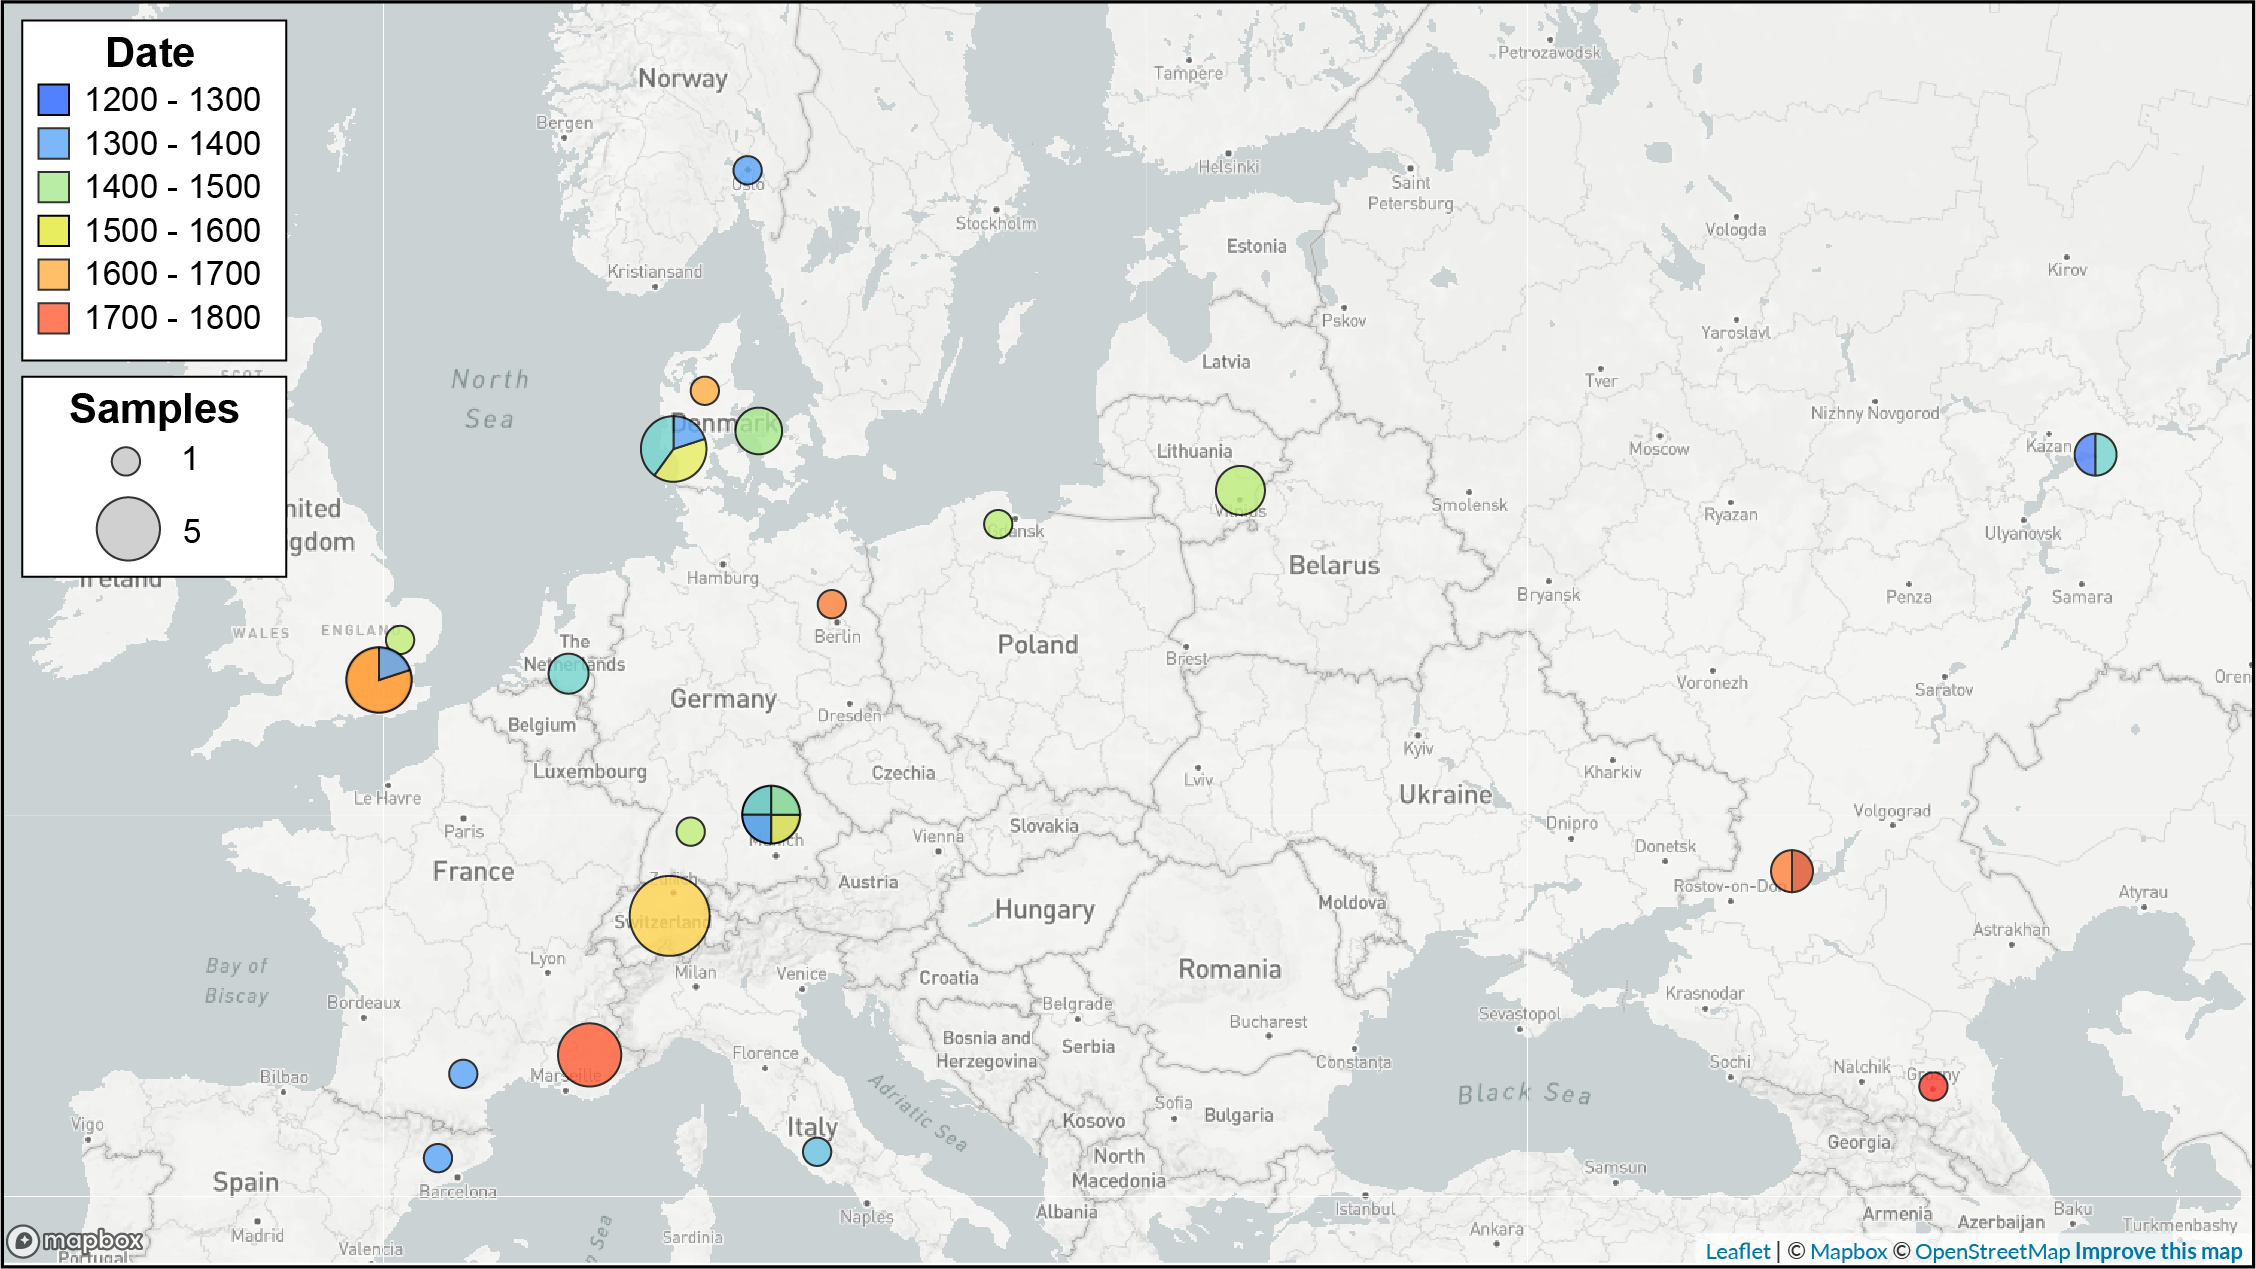 Date
1200 - 1300
1300 - 1400
1400 - 1500
1500 - 1600
1600 - 1700
1700 - 1800
Samples
1
5
Norway
Bergen
Oslo
Kristiansand
Stockholm
Tampere
Helsinki
Petrozavodsk
Saint
Petersburg
Estonia
Pskov
Vologda
Kirov
Yaroslavl
Latvia
Tver
Nizhny Novgorod
Kazan
Moscow
North
Sea
Denmark
Lithuania
Vilnius
Smolensk
Ryazan
Ulyanovsk
Gdansk
Belarus
Hamburg
Bryansk
Penza
Samara
SCOT
nited
gdom
Ireland
WALES
ENGLAND
The
Netherlands
Berlin
Poland
Brest
Voronezh
Saratov
Oren
Belgium
Germany
Dresden
Luxembourg
Czechia
Lviv
Kyiv
Kharkiv
Ukraine
Le Havre
Paris
Munich
Vienna
Slovakia
Dnipro
Donetsk
Volgograd
France
Zurich
Austria
Hungary
Moldova
Rostov-on-Don
Atyrau
Switzerland
Astrakhan
Bay of
Biscay
Lyon
Milan
Venice
Croatia
Romania
Bordeaux
Belgrade
Krasnodar
Sevastopol
Bucharest
Bosnia and
Herzegovina
Serbia
Florence
Constanta
Sochi
Nalchik
Grozny
Bilbao
Marseille
Adriatic Sea
Black Sea
Vigo
Italy
Kosovo
Sofia
Bulgaria
Georgia
Spain
Barcelona
North
Macedonia
Samsun
Naples
Albania
Istanbul
Armenia
Azerbaijan
Baku
Turkmenbashy
Madrid
Valencia
Sea
Sardinia
Ankara
mapbox
Portugal
Leaflet | © Mapbox © OpenStreetMap Improve this map